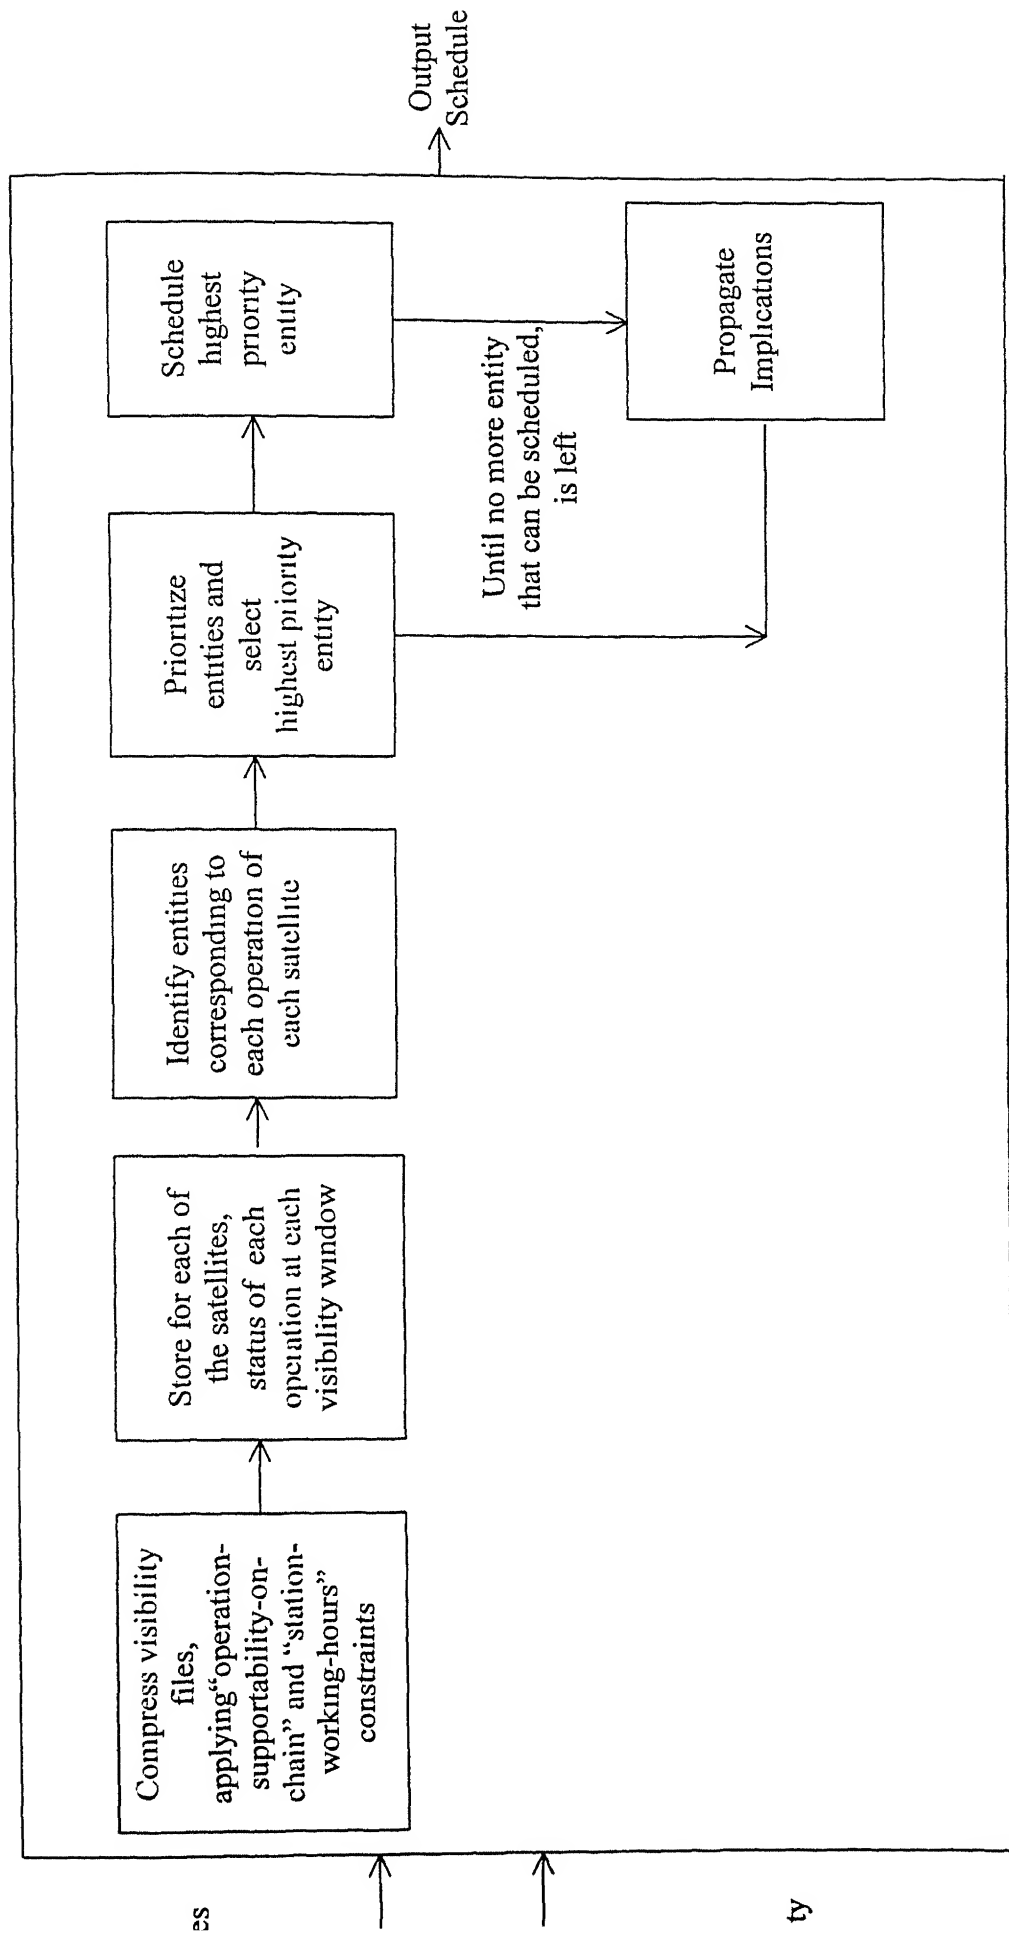 es
ty
Compress visibility
files,
applying“operation-
supportability-on-
chain” and “station-
working-hours”
constraints
Store for each of
the satellites,
status of each
operation at each
visibility window
Identify entities
corresponding to
each operation of
each satellite
Prioritize
entities and
select
highest priority
entity
Schedule
highest
priority
entity
Until no more entity
that can be scheduled,
is left
Propagate
Implications
Output
Schedule